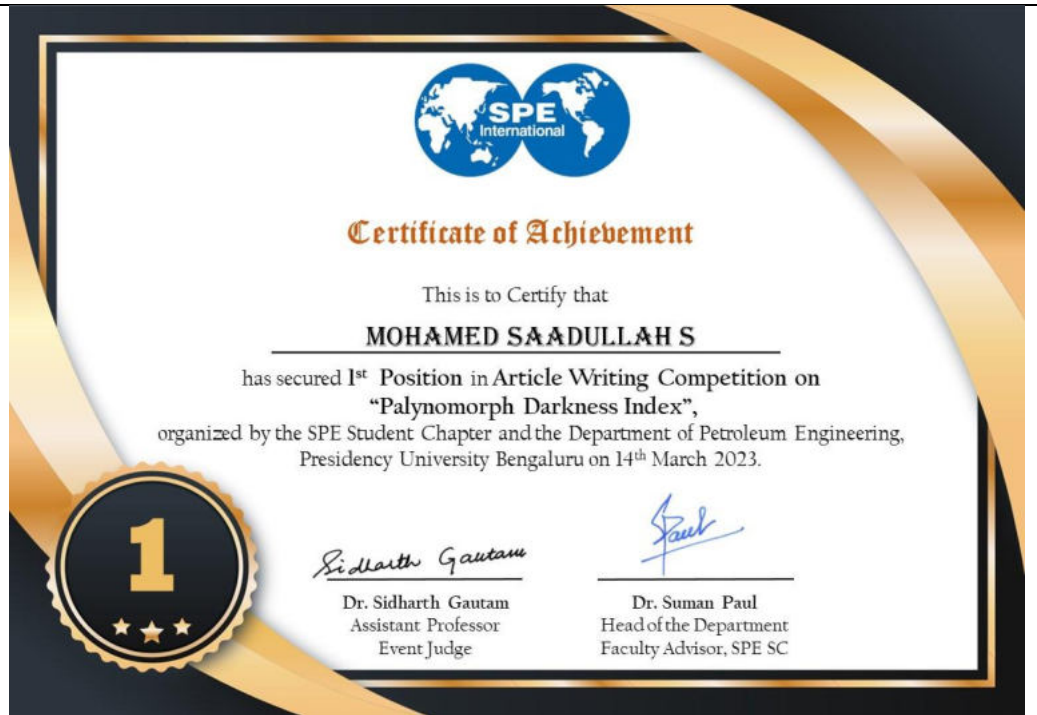 SPE
International
Certificate of Achievement
This is to Certify that
MOHAMED SAADULLAH S
has secured 1st Position in Article Writing Competition on
“Palynomorph Darkness Index”,
organized by the SPE Student Chapter and the Department of Petroleum Engineering,
Presidency University Bengaluru on 14th March 2023.
1
Sidharth Gautam
SPaul
Dr. Sidharth Gautam
Assistant Professor
Event Judge
Dr. Suman Paul
Head of the Department
Faculty Advisor, SPE SC